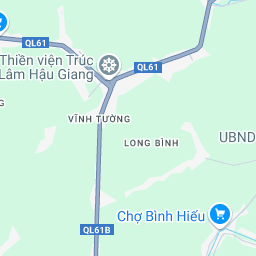 QL61
Thiền viện Trúc
Lâm Hậu Giang
QL61
VĨNH TƯỜNG
LONG BÌNH
UBND
Chợ Bình Hiếu
QL61B